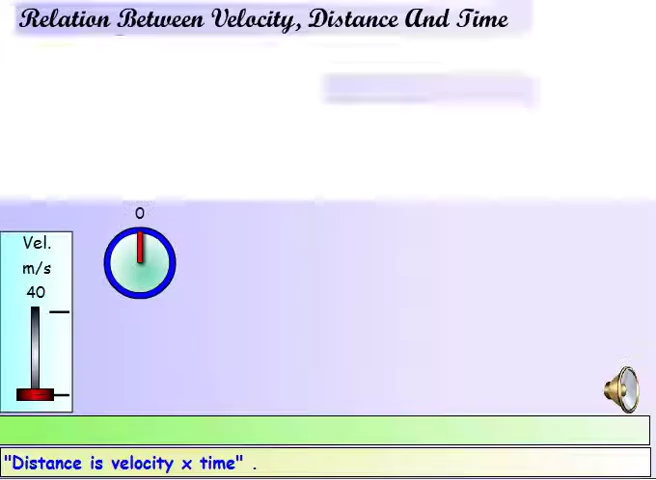 Relation Between Velocity, Distance And Time
0
Vel.
m/s
40
"Distance is velocity x time" .